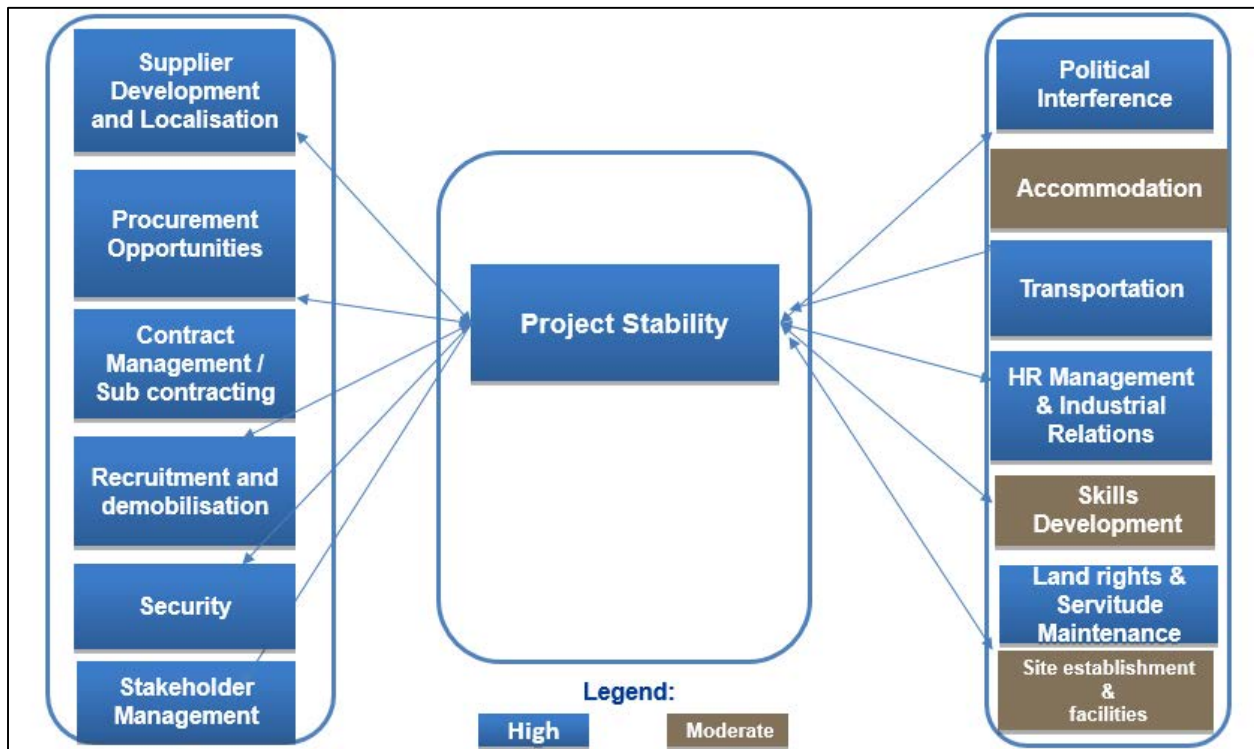 Supplier
Development
and Localisation
Procurement
Opportunities
Contract
Management /
Sub contracting
Recruitment and
demobilisation
Security
Stakeholder
Management
Project Stability
Political
Interference
Accommodation
Transportation
HR Management
& Industrial
Relations
Skills
Development
Land rights &
Servitude
Maintenance
Site establishment
&
facilities
Legend:
High
Moderate